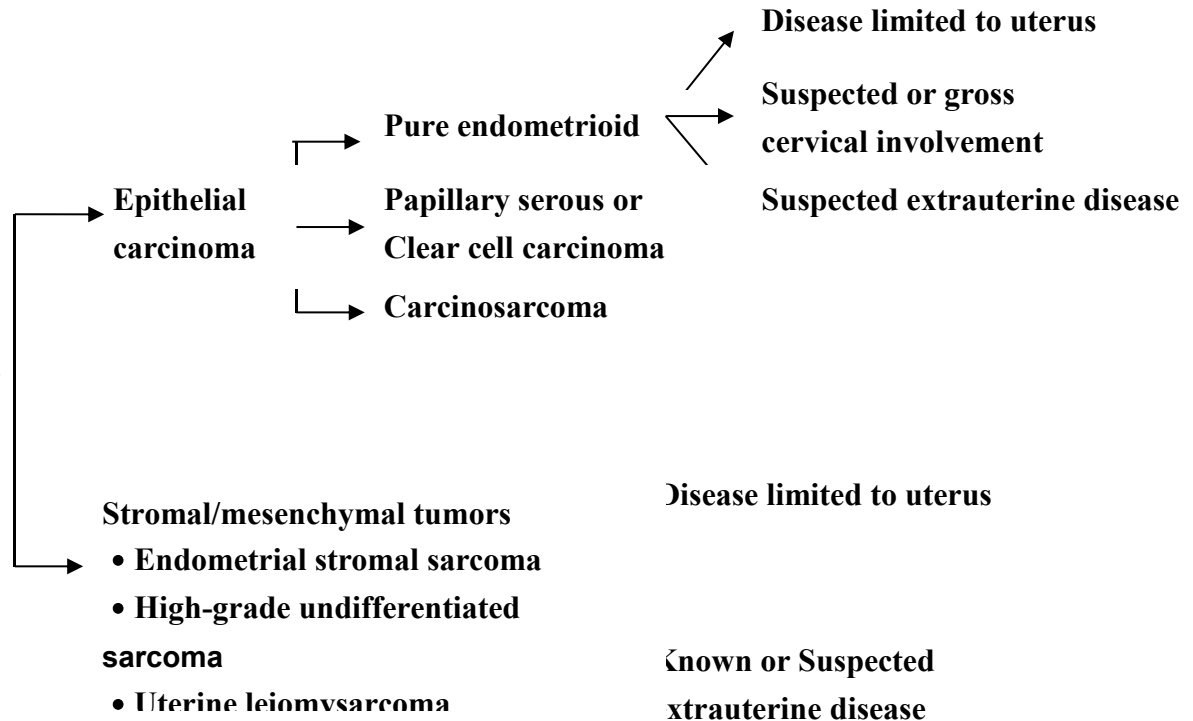 Disease limited to uterus
Suspected or gross
cervical involvement
Pure endometrioid
Suspected extrauterine disease
Epithelial
carcinoma
Papillary serous or
Clear cell carcinoma
Carcinosarcoma
Stromal/mesenchymal tumors
• Endometrial stromal sarcoma
• High-grade undifferentiated
sarcoma
• Uterine leiomysarcoma
Disease limited to uterus
Known or Suspected
xtrauterine disease